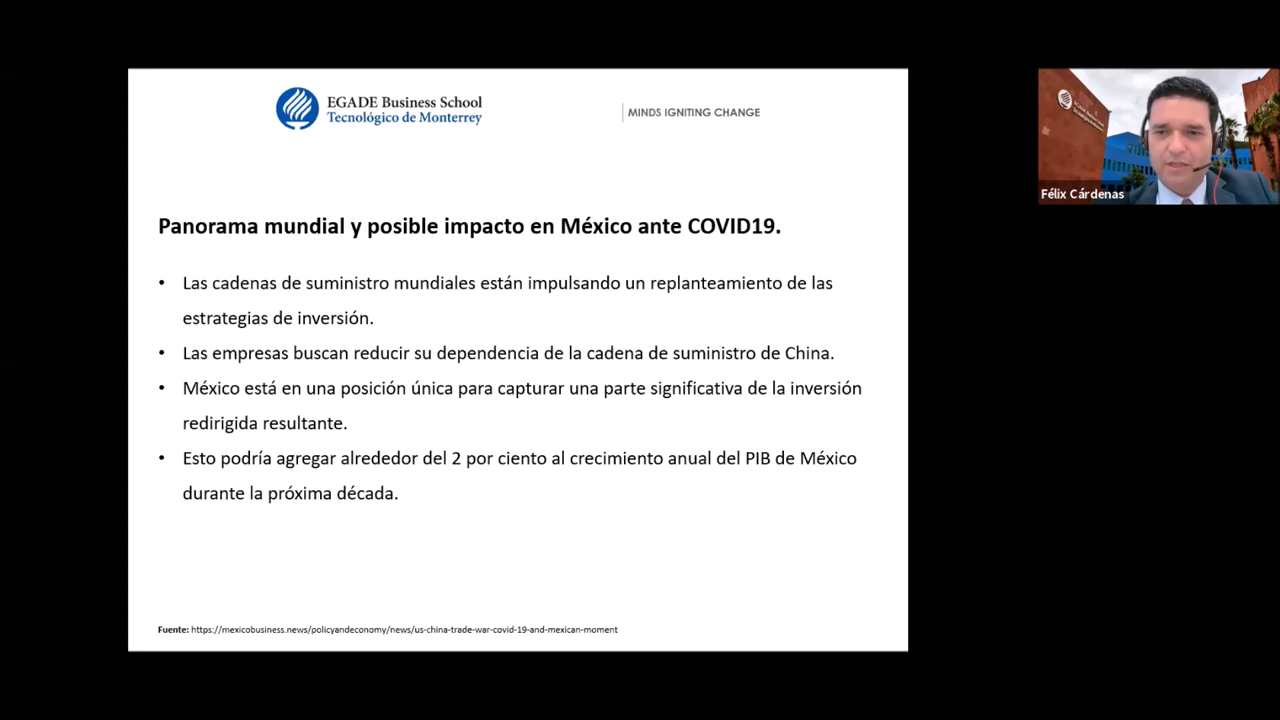 EGADE Business School
Tecnológico de Monterrey
MINDS IGNITING CHANGE
Panorama mundial y posible impacto en México ante COVID19.
• Las cadenas de suministro mundiales están impulsando un replanteamiento de las
estrategias de inversión.
• Las empresas buscan reducir su dependencia de la cadena de suministro de China.
• México está en una posición única para capturar una parte significativa de la inversión
redirigida resultante.
• Esto podría agregar alrededor del 2 por ciento al crecimiento anual del PIB de México
durante la próxima década.
Fuente: https://mexicobusiness.news/policyandeconomy/news/us-china-trade-war-covid-19-and-mexican-moment
Félix Cárdenas